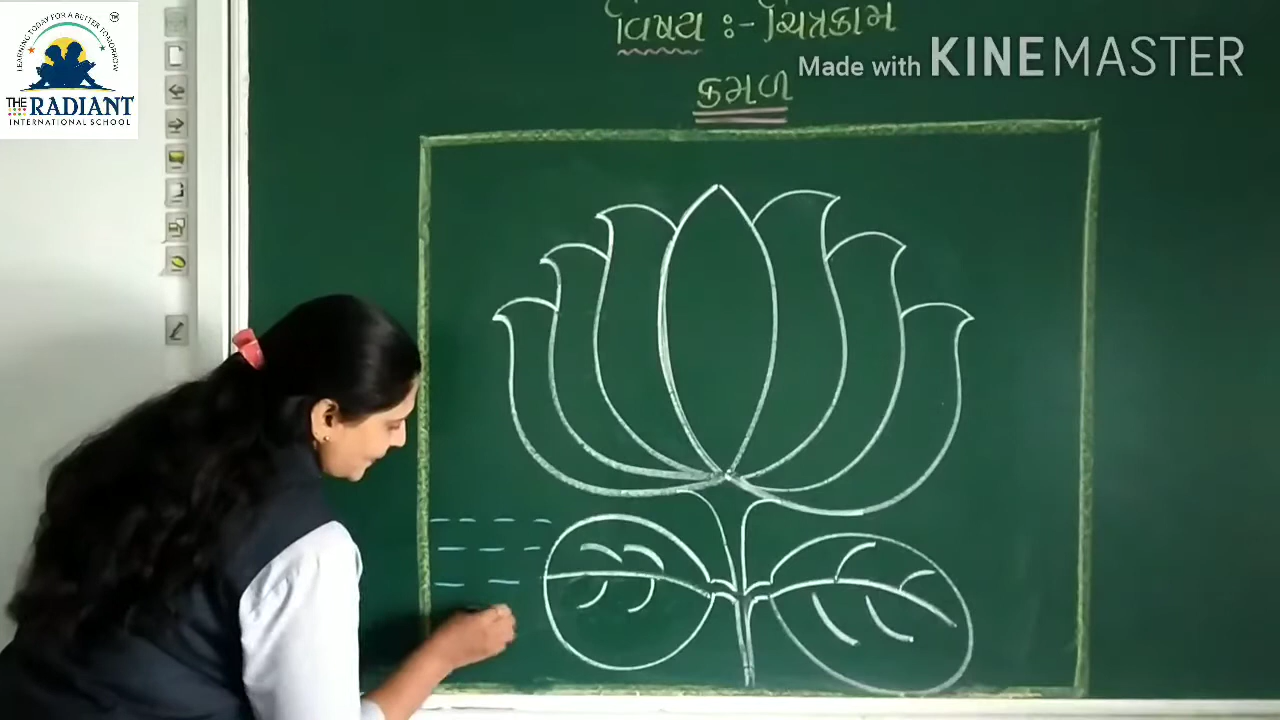 LEARNING TODAY FOR A BETTER TOMORROW
THE RADIANT
INTERNATIONAL SCHOOL
વિષય :- ચિત્રકામ
Made with KINEMASTER
કમળ